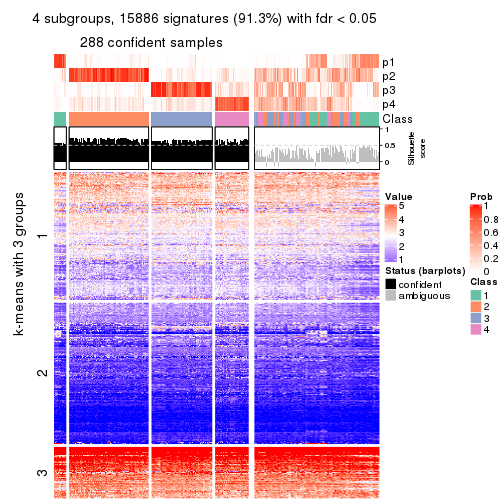 4 subgroups, 15886 signatures (91.3%) with fdr < 0.05
288 confident samples
p1
p2
p3
p4
Class
1
0.5
0
Silhouette
score
k-means with 3 groups
1
2
3
Value
5
4
3
2
1
Status (barplots)
confident
ambiguous
Prob
1
0.8
0.6
0.4
0.2
0
Class
1
2
3
4